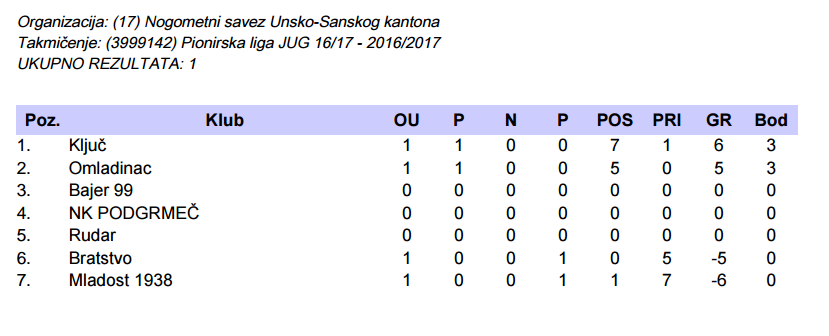 Organizacija: (17) Nogometni savez Unsko-Sanskog kantona
Takmičenje: (3999142) Pionirska liga JUG 16/17 - 2016/2017
UKUPNO REZULTATA: 1
Poz. Klub OU P N P POS PRI GR Bod
1. Ključ 1 1 0 0 7 1 6 3
2. Omladinac 1 1 0 0 5 0 5 3
3. Bajer 99 0 0 0 0 0 0 0 0
4. NK PODGRMEČ 0 0 0 0 0 0 0 0
5. Rudar 0 0 0 0 0 0 0 0
6. Bratstvo 1 0 0 1 0 5 -5 0
7. Mladost 1938 1 0 0 1 1 7 -6 0